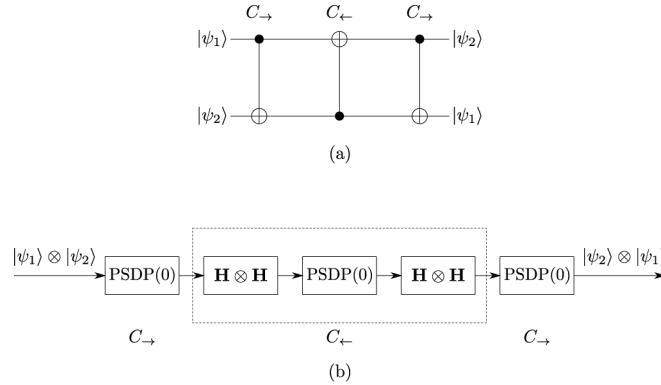 C→ C← C→
|ψ₁⟩ |ψ₂⟩
|ψ₂⟩ |ψ₁⟩
(a)
|ψ₁⟩ ⊗ |ψ₂⟩ PSDP(0) H ⊗ H PSDP(0) H ⊗ H PSDP(0) |ψ₂⟩ ⊗ |ψ₁⟩
C→ C← C→
(b)